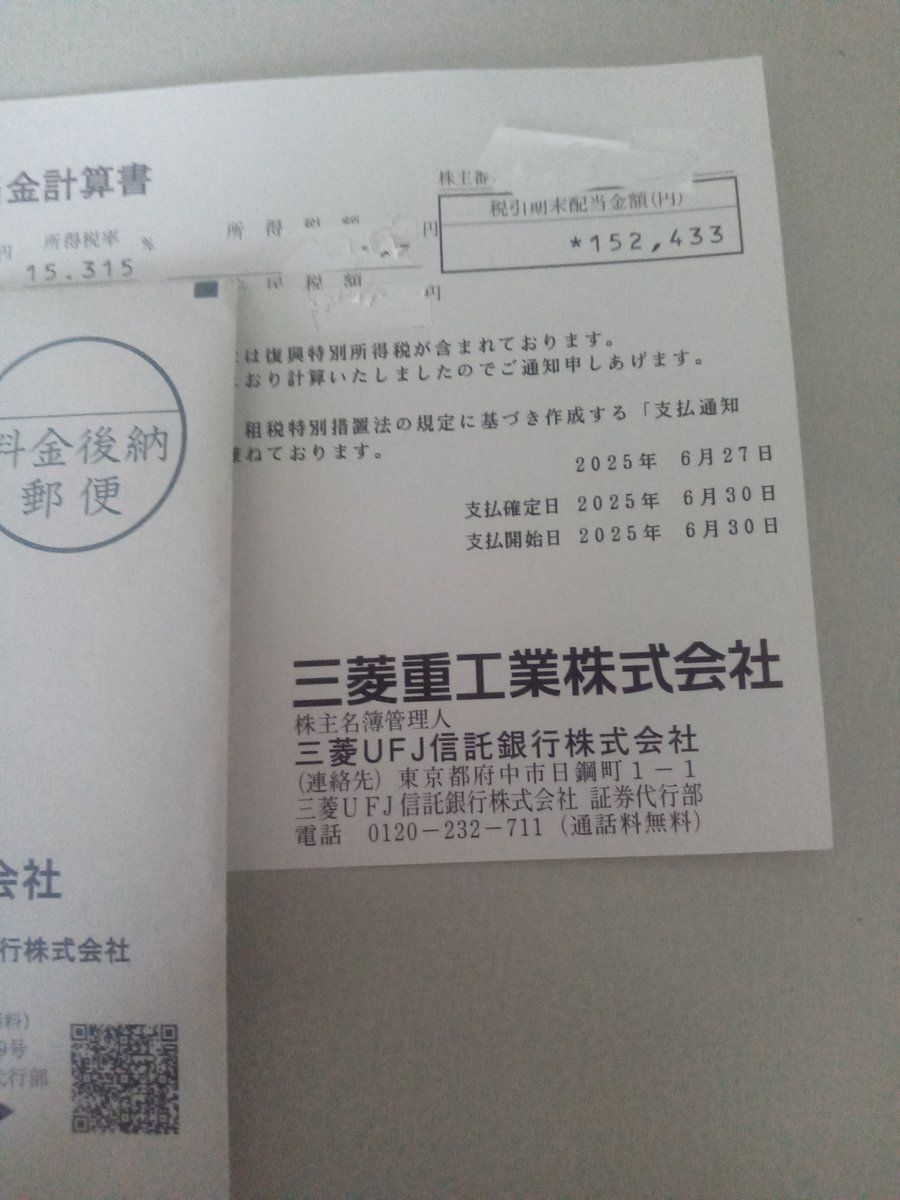 金計算書
株主番
税引期末配当金額(円)
*152,433
円 所得税率 %
15.315
所得税額 円
税額 円
は復興特別所得税が含まれております。
おり計算いたしましたのでご通知申しあげます。
租税特別措置法の規定に基づき作成する「支払通知
ねております。
2025年 6月27日
支払確定日 2025年 6月30日
支払開始日 2025年 6月30日
三菱重工業株式会社
株主名簿管理人
三菱UFJ信託銀行株式会社
(連絡先) 東京都府中市日鋼町1-1
三菱UFJ信託銀行株式会社 証券代行部
電話 0120-232-711 (通話料無料)
料金後納
郵便
会社
行株式会社
料)
9号
代行部